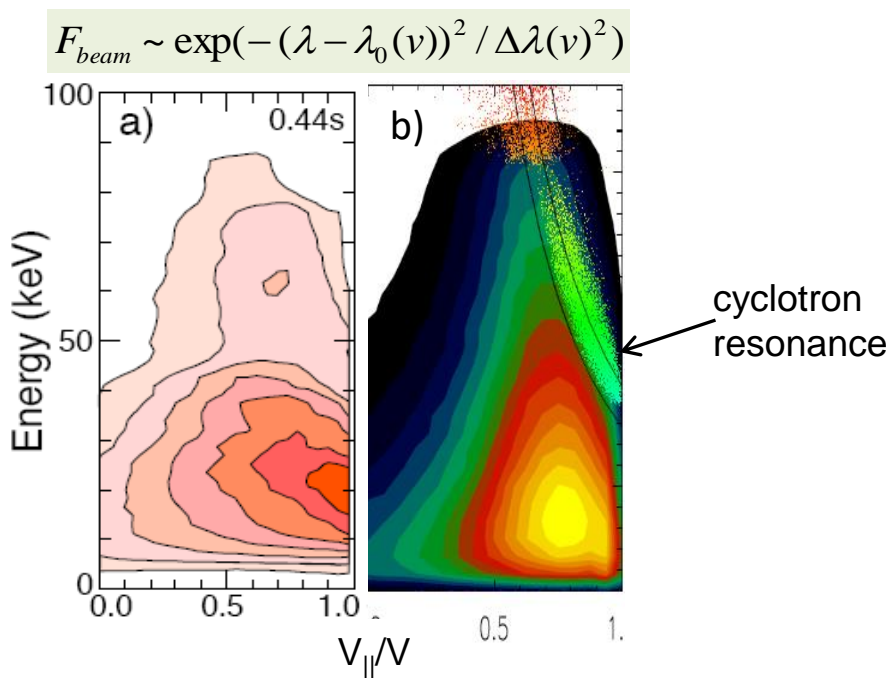 F_beam ~ exp(−(λ − λ₀(v))² / Δλ(v)²)
a)
0.44s
b)
100
50
0
Energy (keV)
cyclotron
resonance
0.0
0.5
1.0
0.5
1.
V_||/V